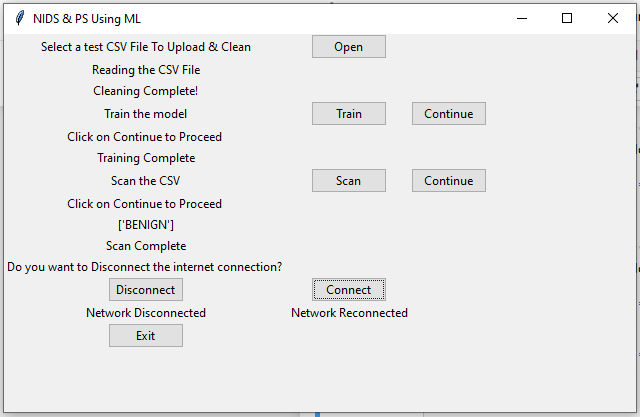 NIDS & PS Using ML
Select a test CSV File To Upload & Clean Open
Reading the CSV File
Cleaning Complete!
Train the model Train Continue
Click on Continue to Proceed
Training Complete
Scan the CSV Scan Continue
Click on Continue to Proceed
['BENIGN']
Scan Complete
Do you want to Disconnect the internet connection?
Disconnect Connect
Network Disconnected Network Reconnected
Exit